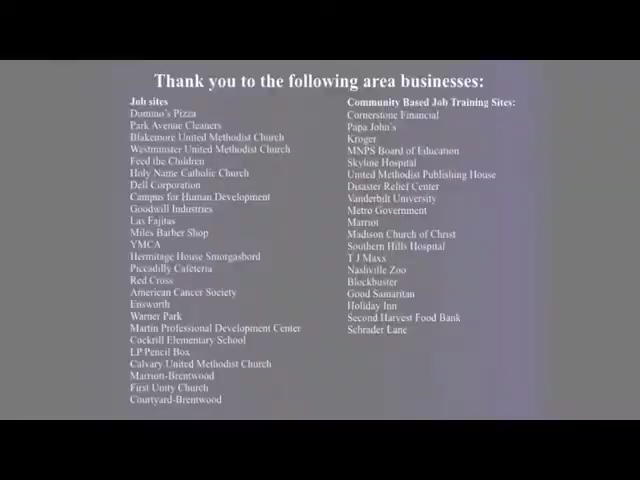 Thank you to the following area businesses:
Job sites
Domino's Pizza
Park Avenue Cleaners
Blakemore United Methodist Church
Westminster United Methodist Church
Feed the Children
Holy Name Catholic Church
Dell Corporation
Campus for Human Development
Goodwill Industries
Las Fajitas
Miles Barber Shop
YMCA
Hermitage House Smorgasbord
Piccadilly Cafeteria
Red Cross
American Cancer Society
Ensworth
Warner Park
Martin Professional Development Center
Cockrill Elementary School
LP Pencil Box
Calvary United Methodist Church
Marriott-Brentwood
First Unity Church
Courtyard-Brentwood
Community Based Job Training Sites:
Cornerstone Financial
Papa John's
Kroger
MNPS Board of Education
Skyline Hospital
United Methodist Publishing House
Disaster Relief Center
Vanderbilt University
Metro Government
Marriot
Madison Church of Christ
Southern Hills Hospital
T J Maxx
Nashville Zoo
Blockbuster
Good Samaritan
Holiday Inn
Second Harvest Food Bank
Schrader Lane